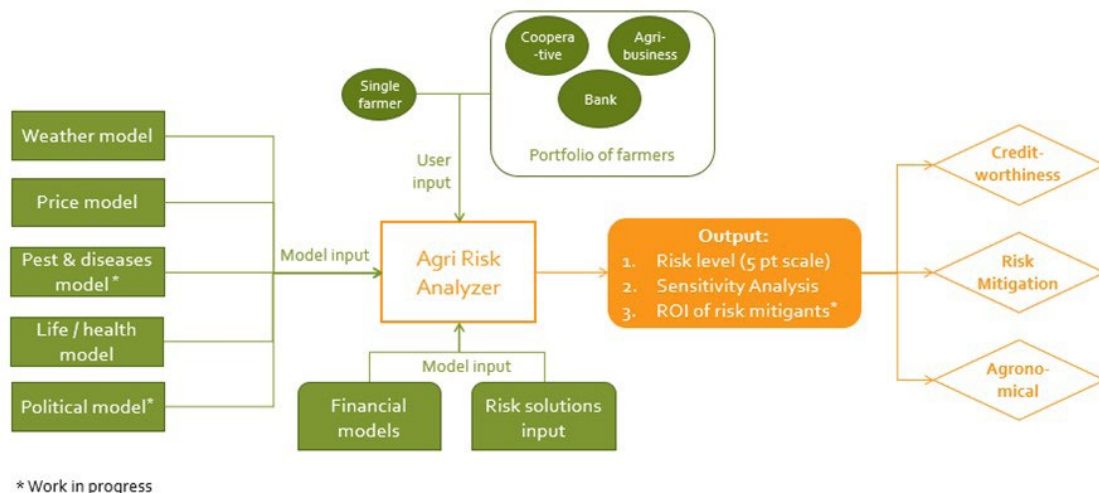 Coopera
-tive
Agri-
business
Bank
Portfolio of farmers
Single
farmer
User
input
Weather model
Price model
Pest & diseases
model*
Life / health
model
Political model*
Model input
Agri Risk
Analyzer
Model input
Financial
models
Risk solutions
input
Output:
1. Risk level (5 pt scale)
2. Sensitivity Analysis
3. ROI of risk mitigants*
Credit-
worthiness
Risk
Mitigation
Agrono-
mical
* Work in progress